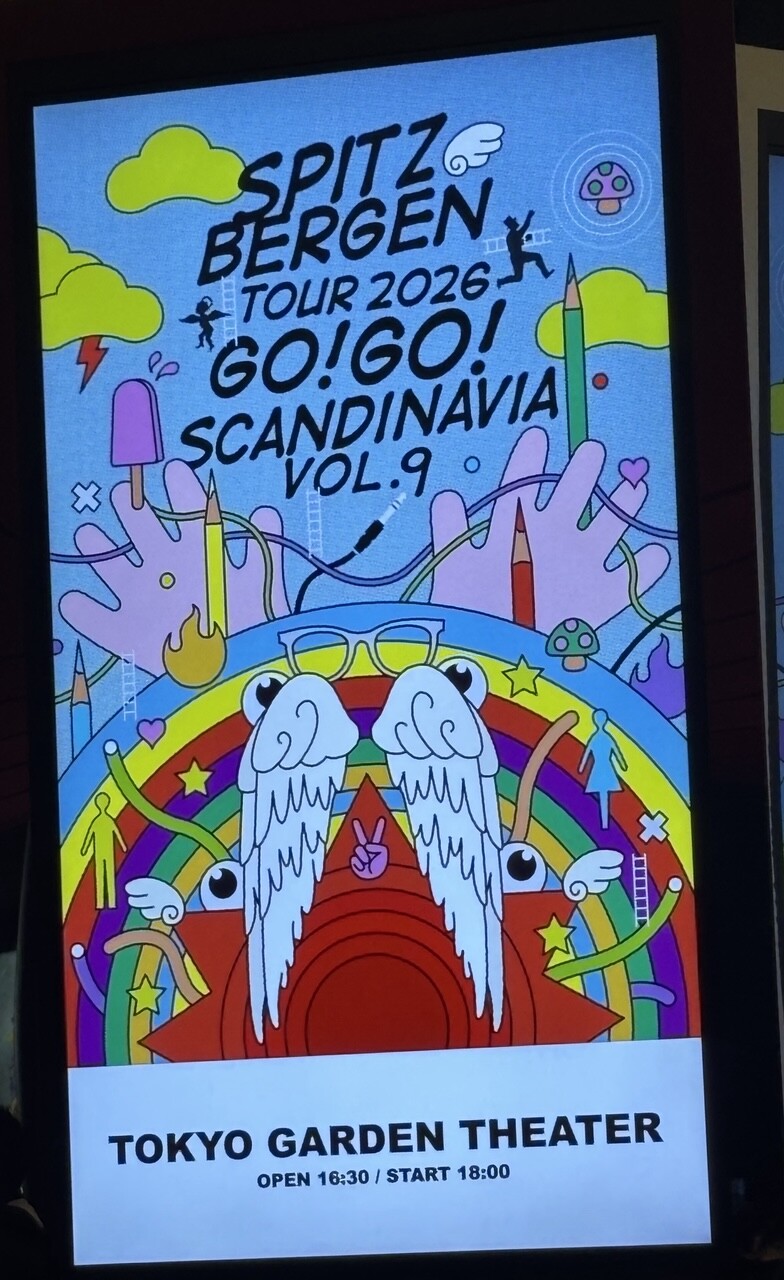 SPITZ
BERGEN
TOUR 2026
GO!GO!
SCANDINAVIA
VOL.9
TOKYO GARDEN THEATER
OPEN 16:30 / START 18:00